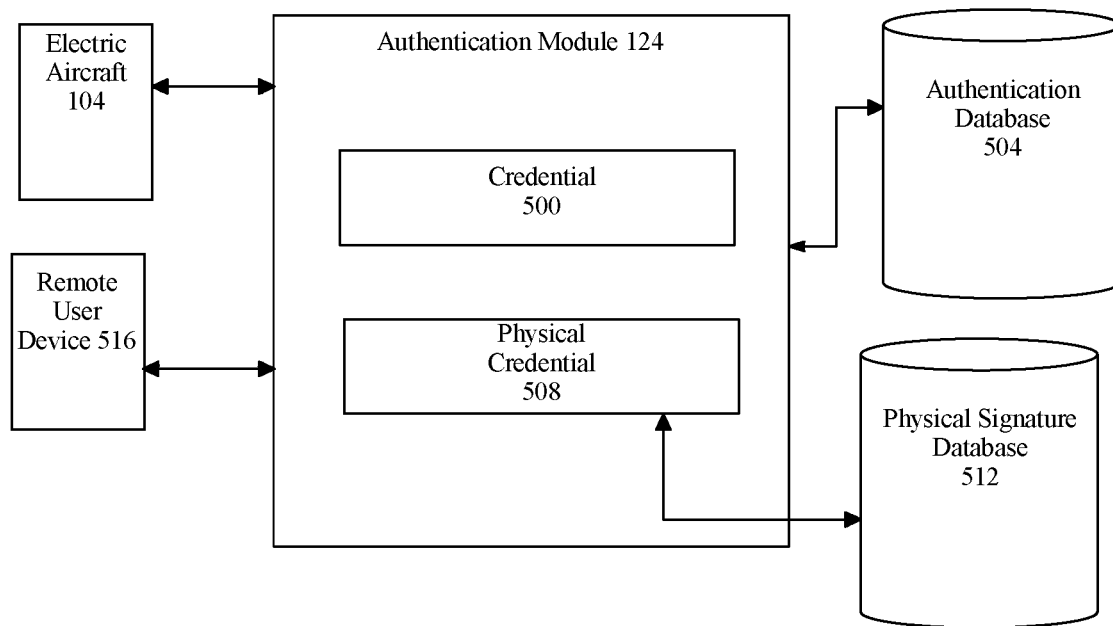 Electric
Aircraft
104
Authentication Module 124
Authentication
Database
504
Credential
500
Remote
User
Device 516
Physical
Credential
508
Physical Signature
Database
512